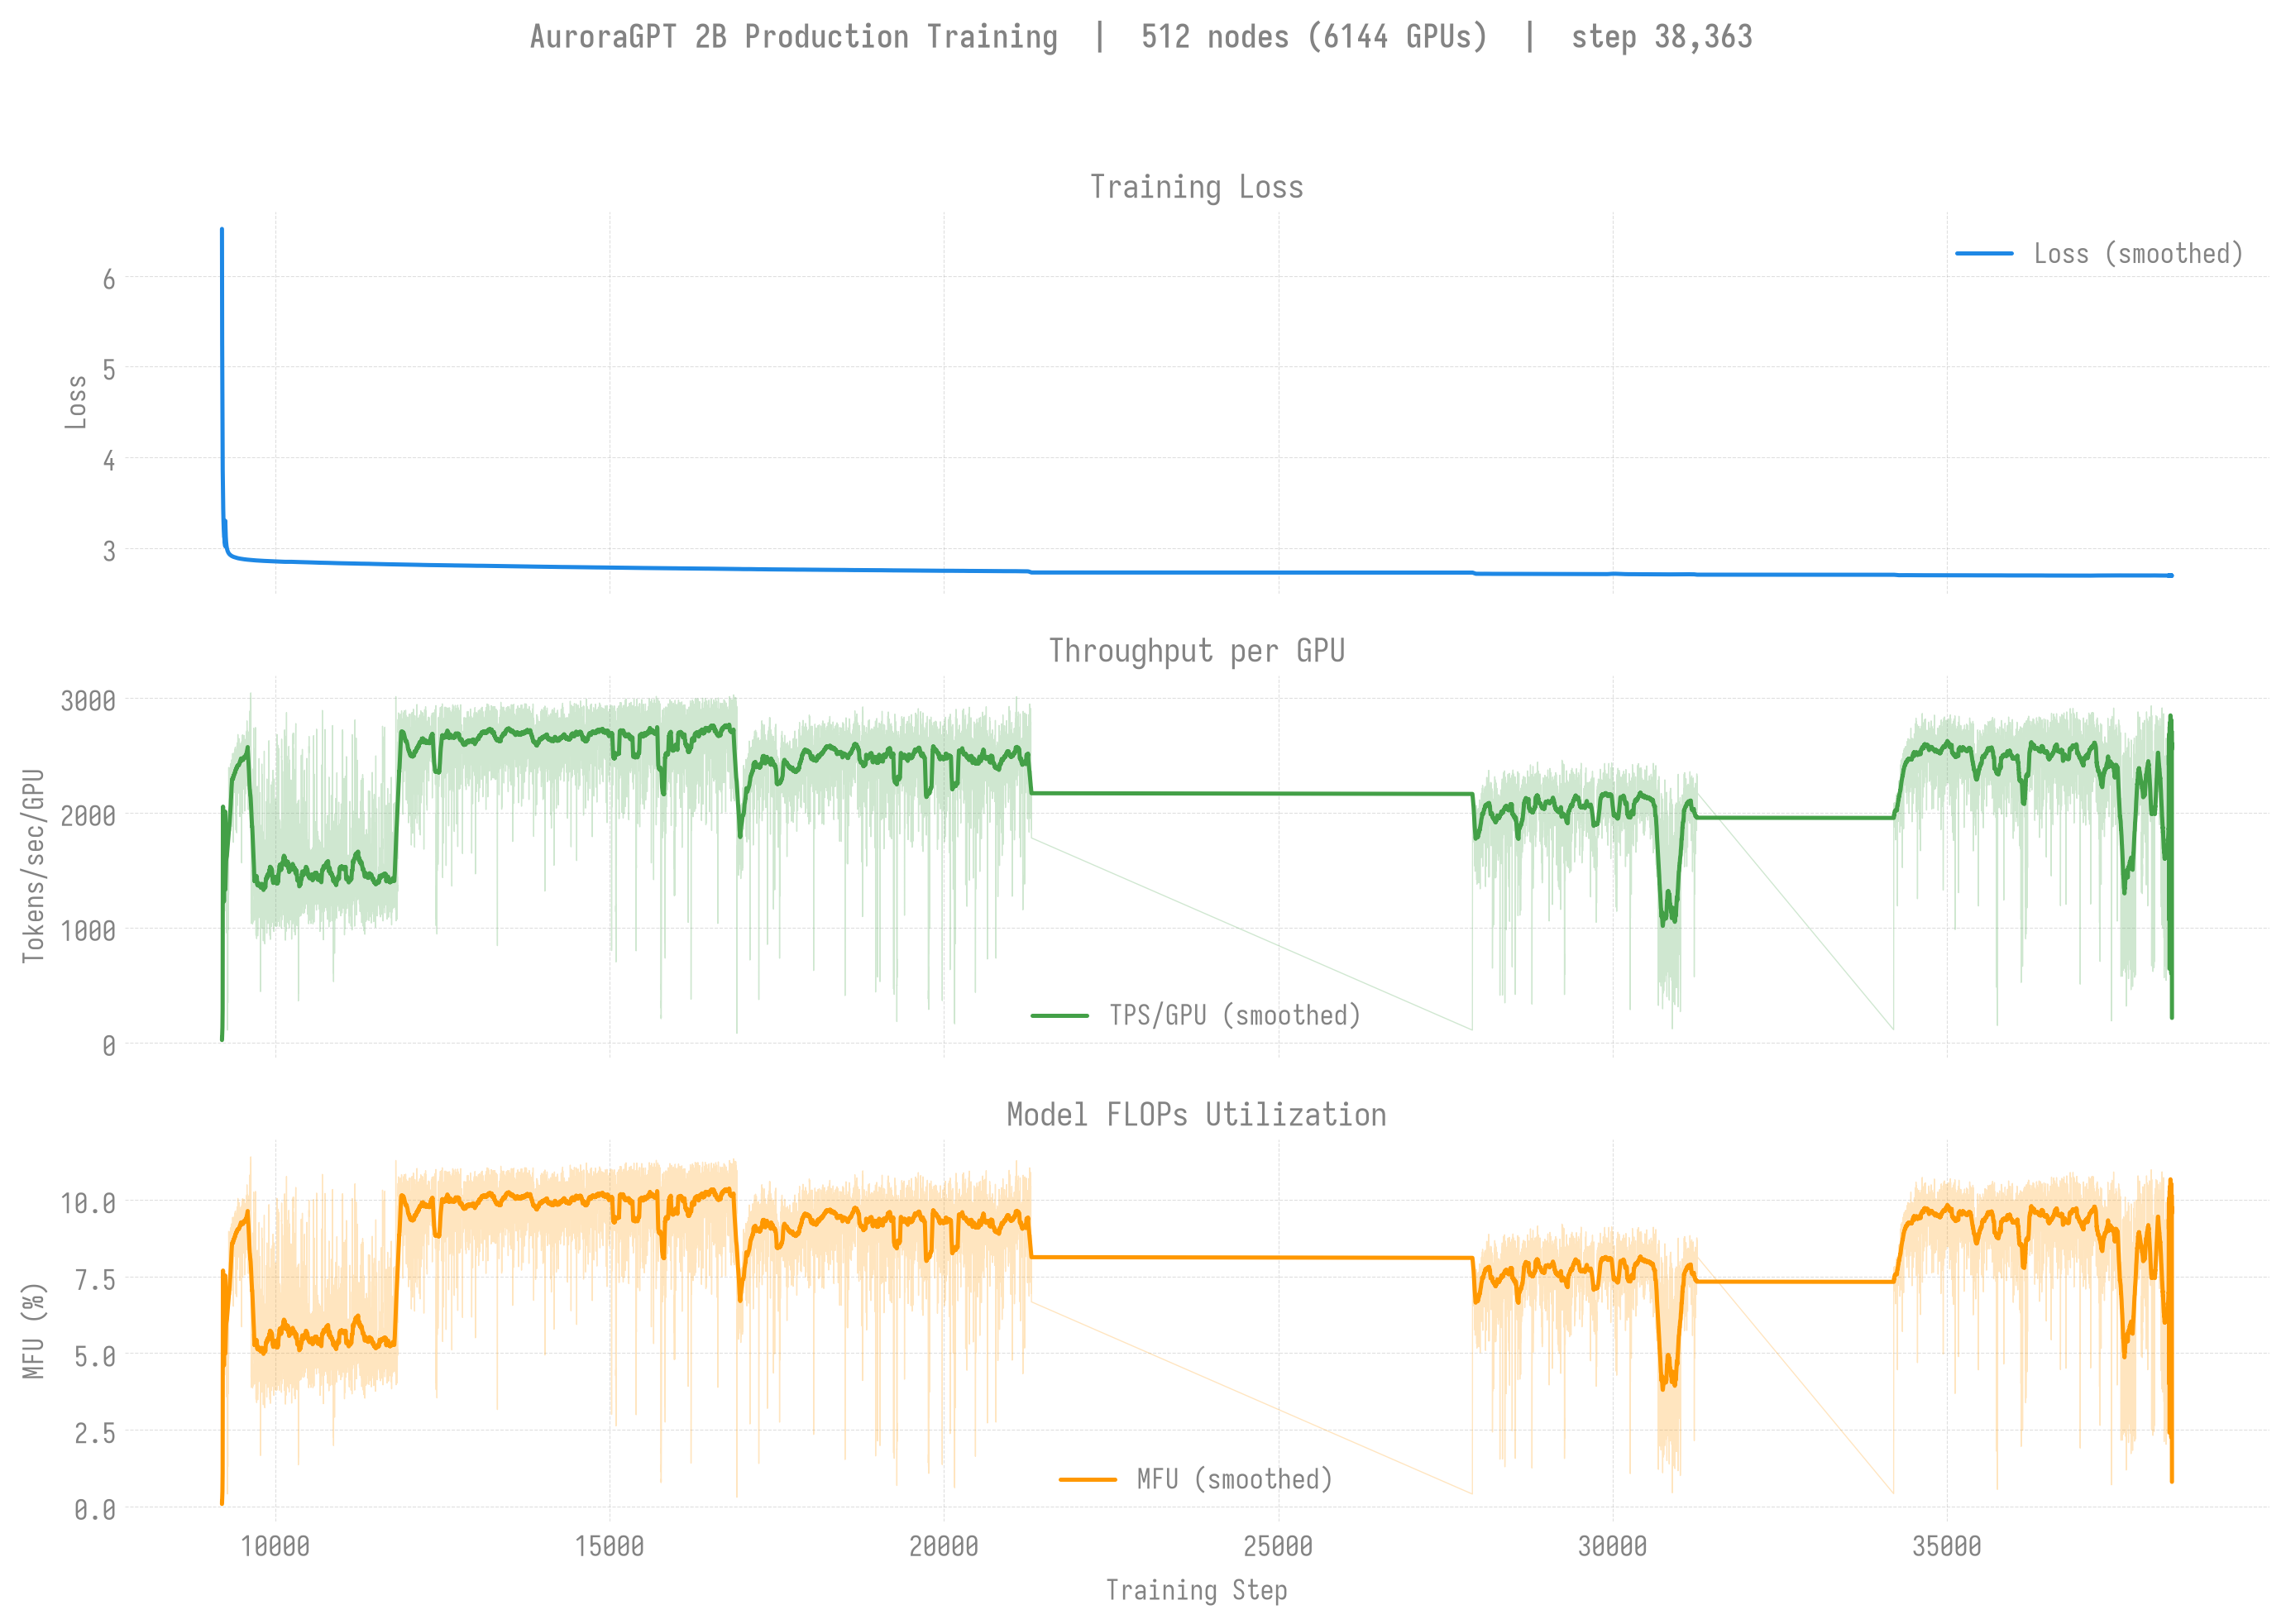 AuroraGPT 2B Production Training | 512 nodes (6144 GPUs) | step 38,363
Training Loss
Loss (smoothed)
6
5
4
3
Loss
Throughput per GPU
3000
2000
1000
0
Tokens/sec/GPU
TPS/GPU (smoothed)
Model FLOPs Utilization
10.0
7.5
5.0
2.5
0.0
MFU (%)
MFU (smoothed)
10000 15000 20000 25000 30000 35000
Training Step